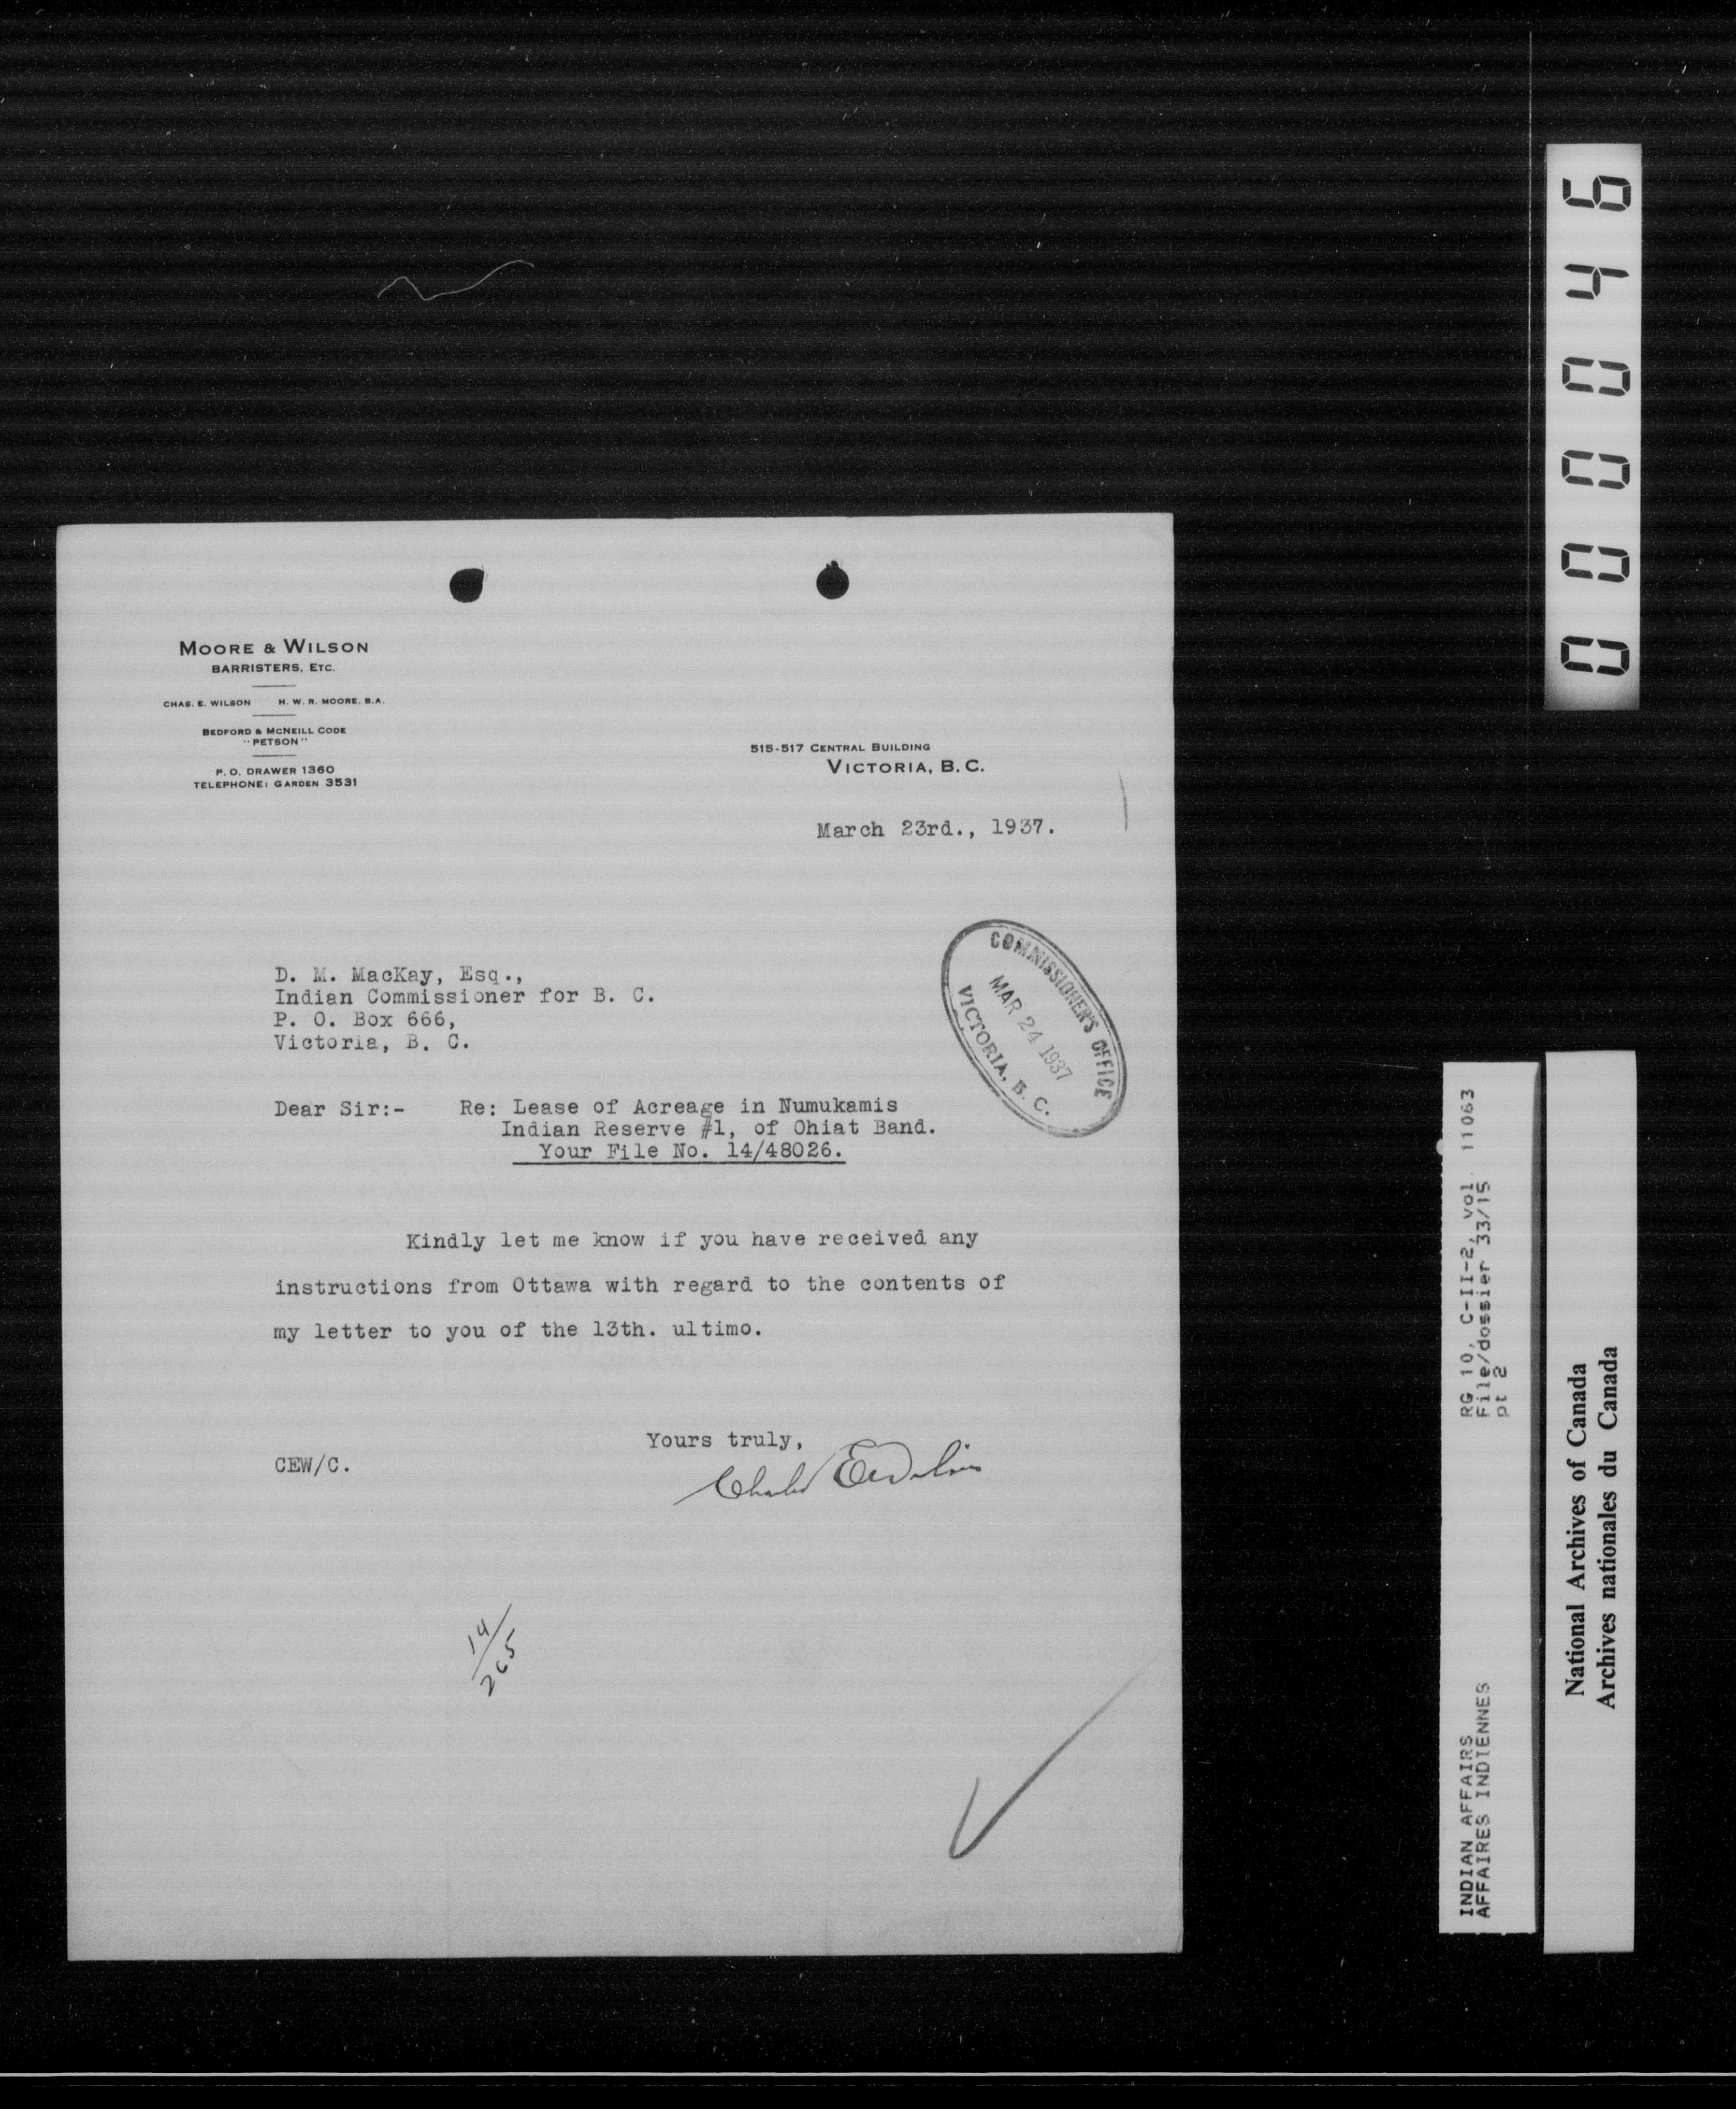 MOORE & WILSON
BARRISTERS, ETC.
CHAS. E. WILSON H. W. R. MOORE, B.A.
BEDFORD & MCNEILL CODE
"PETSON"
P. O. DRAWER 1360
TELEPHONE: GARDEN 3531
515-517 CENTRAL BUILDING
VICTORIA, B. C.
March 23rd., 1937.
COMMISSIONER'S OFFICE
MAR 24 1937
VICTORIA, B. C.
D. M. MacKay, Esq.,
Indian Commissioner for B. C.
P. O. Box 666,
Victoria, B. C.
Dear Sir:- Re: Lease of Acreage in Numukamis
Indian Reserve #1, of Ohiat Band.
Your File No. 14/48026.
Kindly let me know if you have received any
instructions from Ottawa with regard to the contents of
my letter to you of the 13th. ultimo.
Yours truly,
CEW/C.
Charles E Wilson
14/265
000046
RG 10, C-II-2, vol. 11063
File/dossier 33/15
pt 2
INDIAN AFFAIRS
AFFAIRES INDIENNES
National Archives of Canada
Archives nationales du Canada